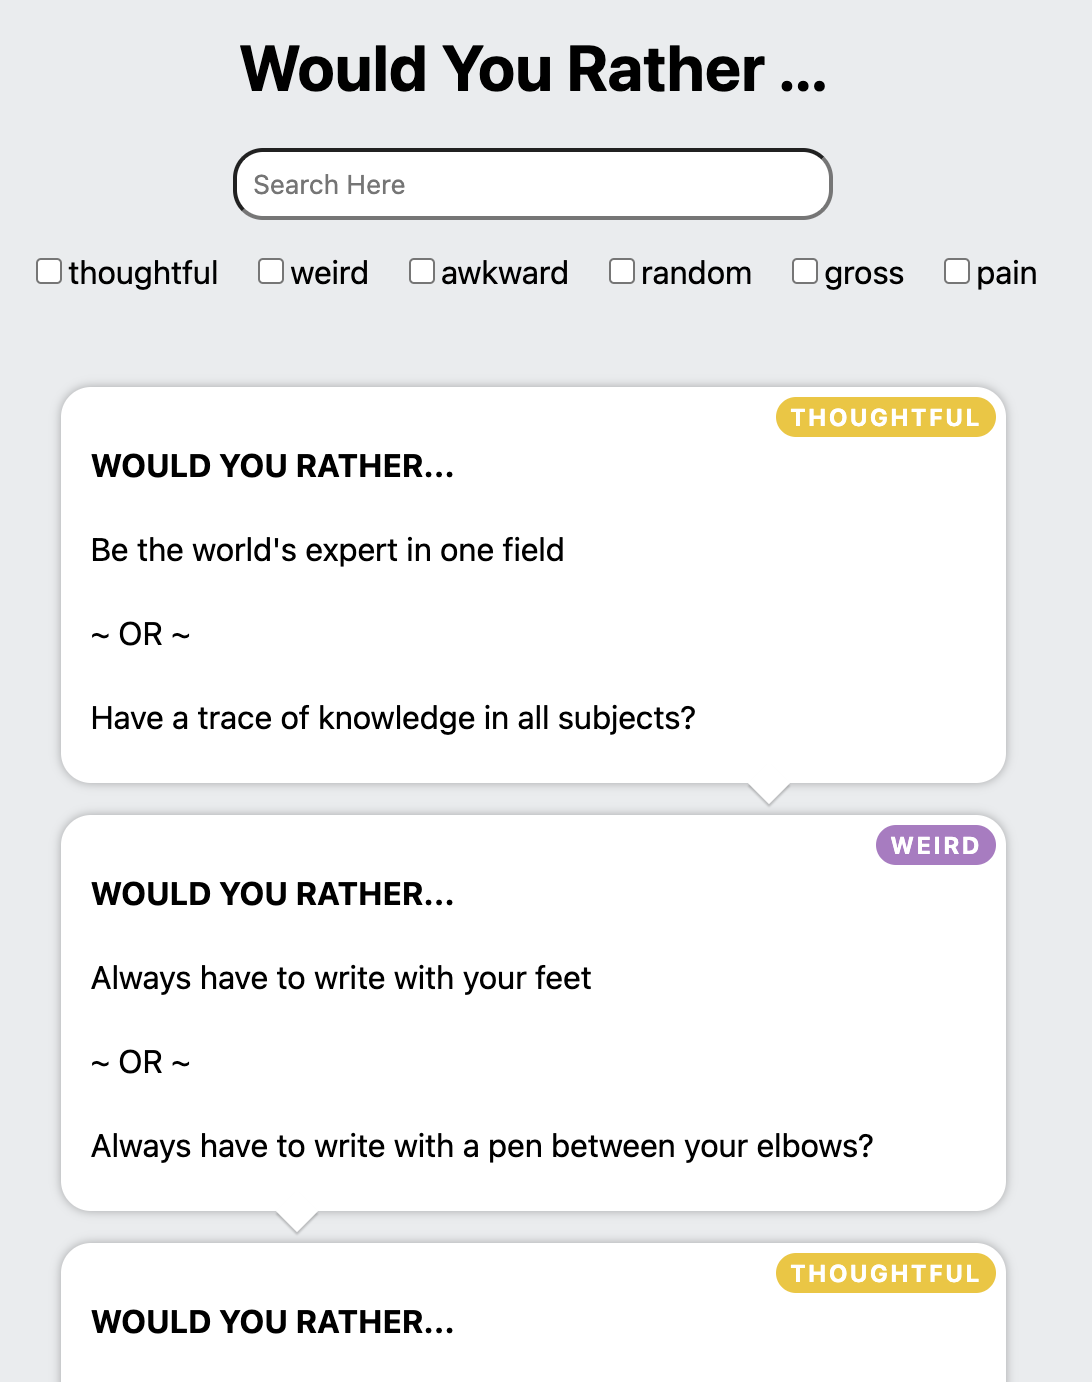 Would You Rather ...
Search Here
thoughtful weird awkward random gross pain
THOUGHTFUL
WOULD YOU RATHER...
Be the world's expert in one field
~ OR ~
Have a trace of knowledge in all subjects?
WEIRD
WOULD YOU RATHER...
Always have to write with your feet
~ OR ~
Always have to write with a pen between your elbows?
THOUGHTFUL
WOULD YOU RATHER...